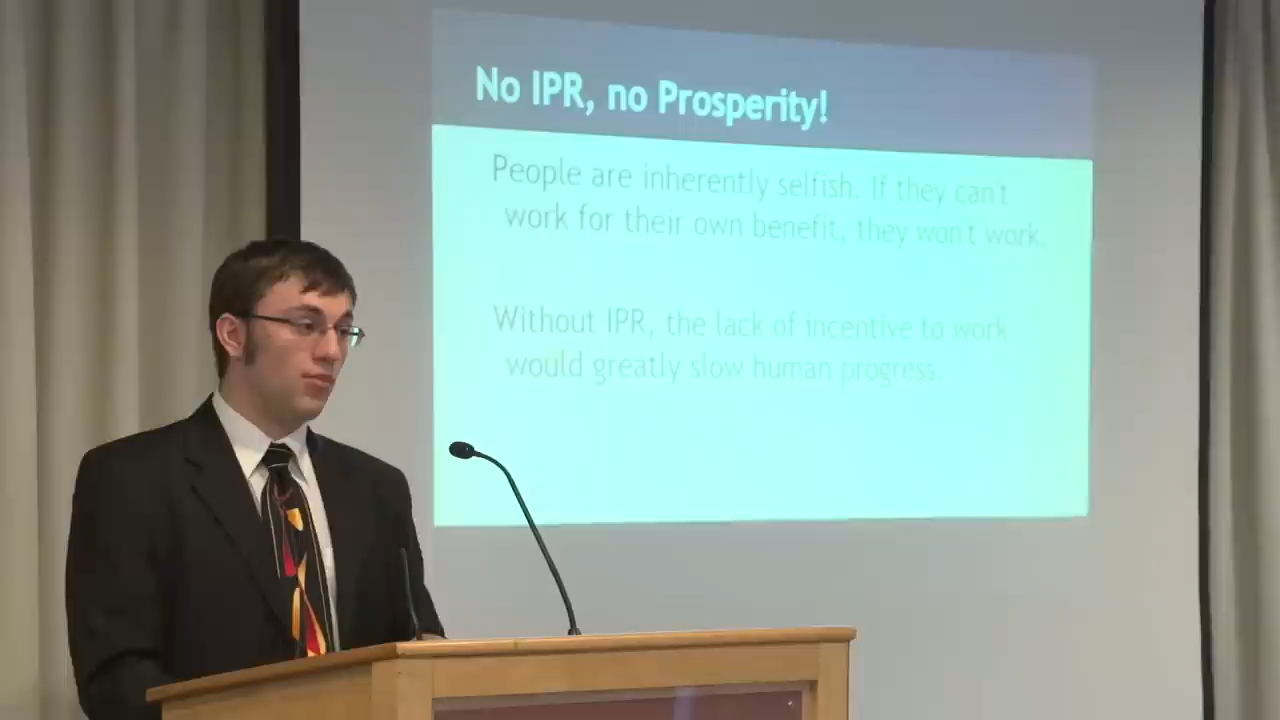 No IPR, no Prosperity!
People are inherently selfish. If they can't
work for their own benefit, they won't work.
Without IPR, the lack of incentive to work
would greatly slow human progress.